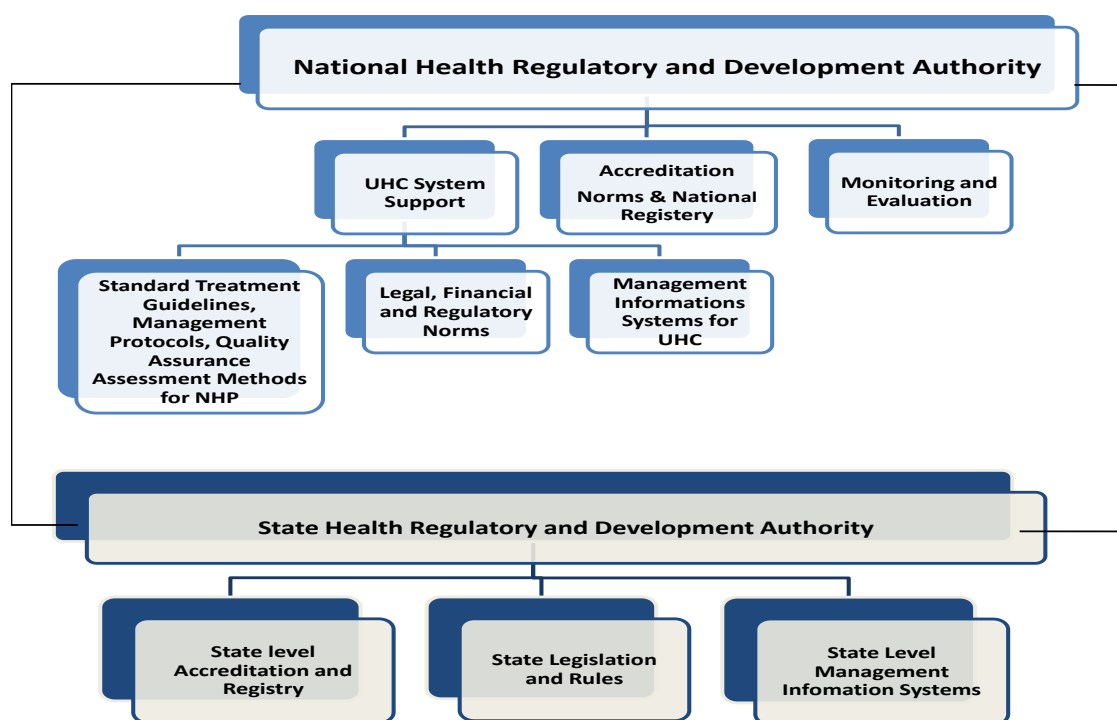 National Health Regulatory and Development Authority
UHC System
Support
Accreditation
Norms & National
Registery
Monitoring and
Evaluation
Standard Treatment
Guidelines,
Management
Protocols, Quality
Assurance
Assessment Methods
for NHP
Legal, Financial
and Regulatory
Norms
Management
Informations
Systems for
UHC
State Health Regulatory and Development Authority
State level
Accreditation and
Registry
State Legislation
and Rules
State Level
Management
Infomation Systems